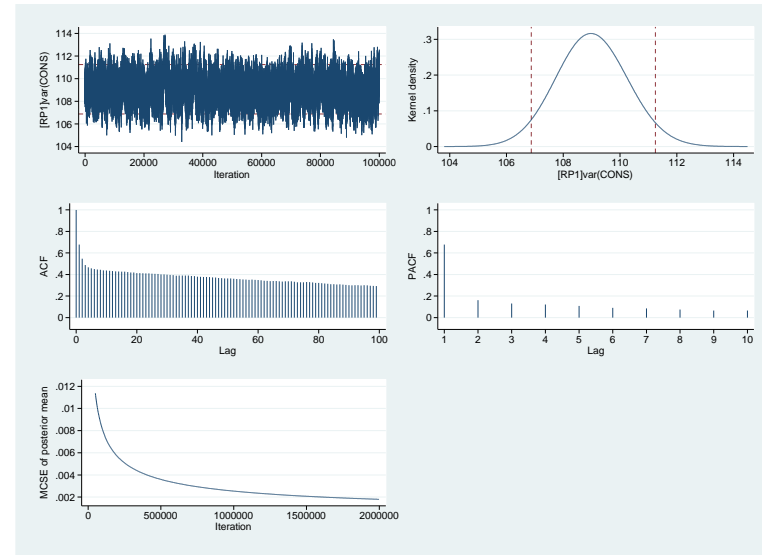 [RP1]var(CONS)
114
112
110
108
106
104
0 20000 40000 60000 80000 100000
Iteration
Kernel density
.3
.2
.1
0
104 106 108 110 112 114
[RP1]var(CONS)
ACF
1
.8
.6
.4
.2
0
0 20 40 60 80 100
Lag
PACF
1
.8
.6
.4
.2
0
1 2 3 4 5 6 7 8 9 10
Lag
MCSE of posterior mean
.012
.01
.008
.006
.004
.002
0 500000 1000000 1500000 2000000
Iteration